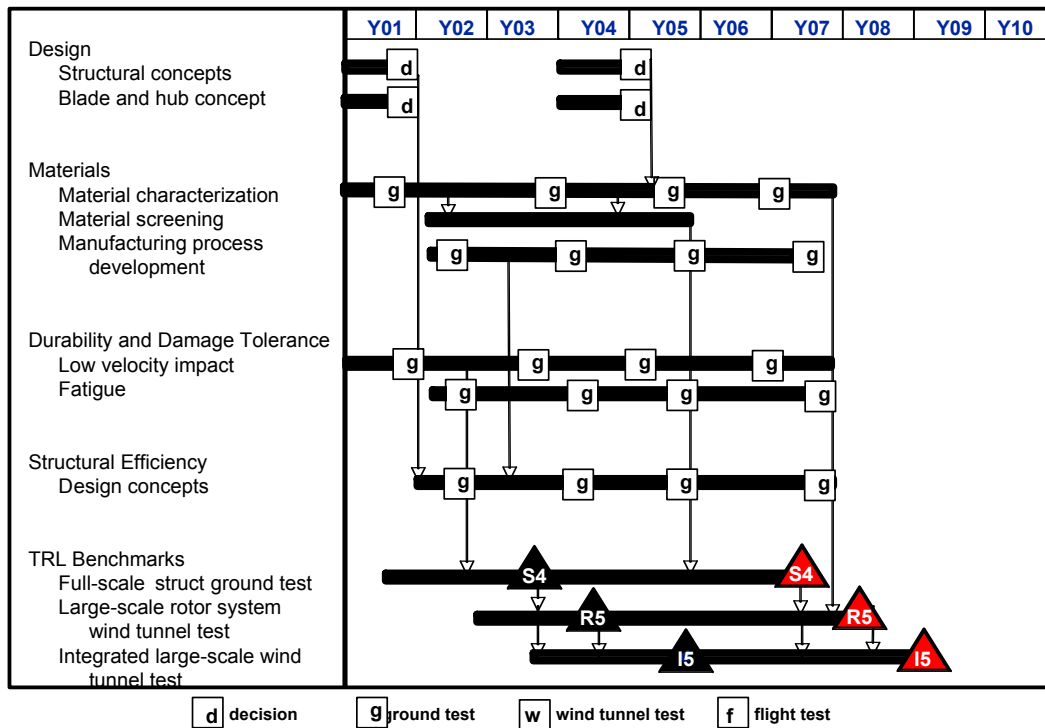 Y01 Y02 Y03 Y04 Y05 Y06 Y07 Y08 Y09 Y10
Design
Structural concepts d d
Blade and hub concept d d
Materials
Material characterization g g g g
Material screening
Manufacturing process
development g g g g
Durability and Damage Tolerance
Low velocity impact g g g g
Fatigue g g g g
Structural Efficiency
Design concepts g g g g
TRL Benchmarks
Full-scale struct ground test S4 S4
Large-scale rotor system
wind tunnel test R5 R5
Integrated large-scale wind
tunnel test I5 I5
d decision g ground test w wind tunnel test f flight test